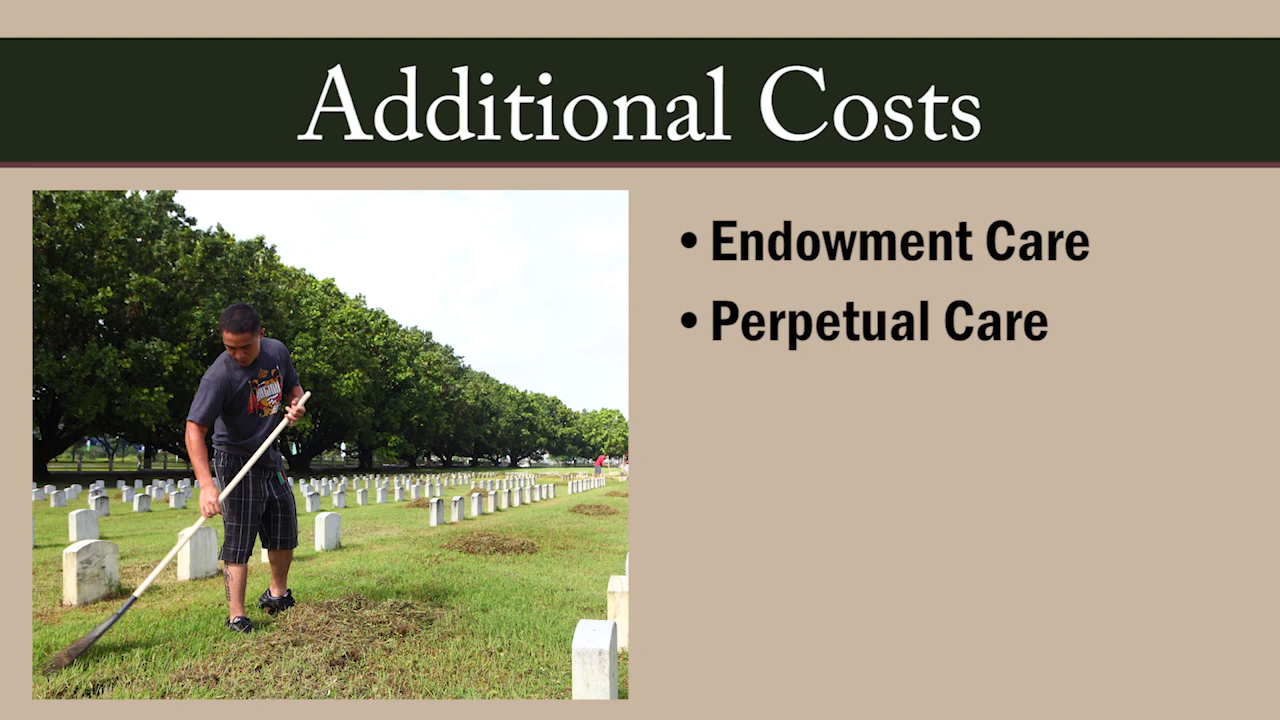 Additional Costs
• Endowment Care
• Perpetual Care